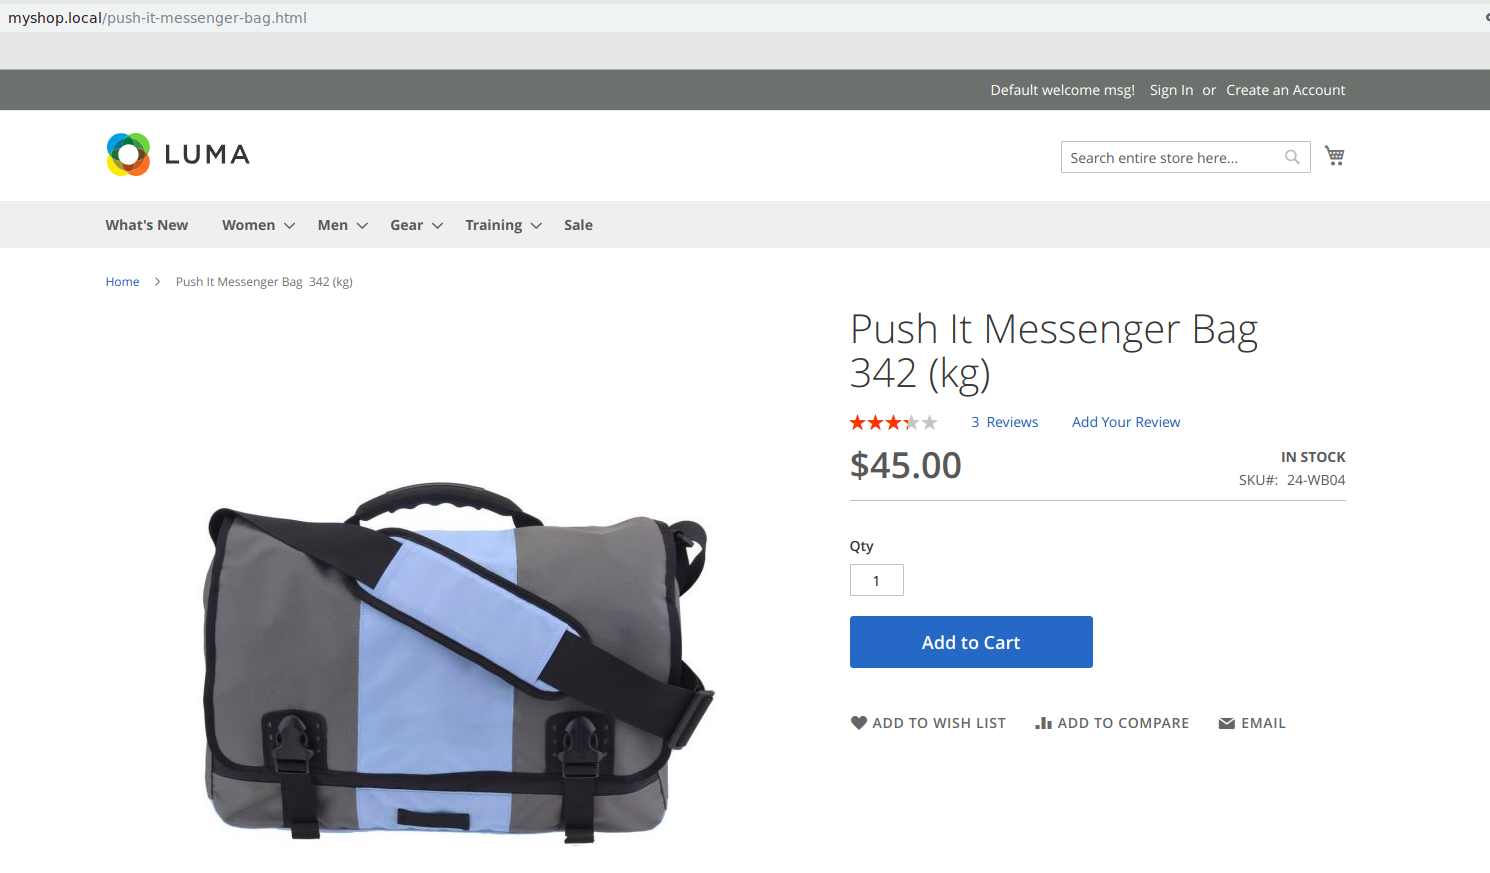 myshop.local/push-it-messenger-bag.html
Default welcome msg! Sign In or Create an Account
LUMA
Search entire store here...
What's New Women Men Gear Training Sale
Home > Push It Messenger Bag 342 (kg)
Push It Messenger Bag
342 (kg)
3 Reviews Add Your Review
$45.00
IN STOCK
SKU#: 24-WB04
Qty
1
Add to Cart
ADD TO WISH LIST ADD TO COMPARE EMAIL